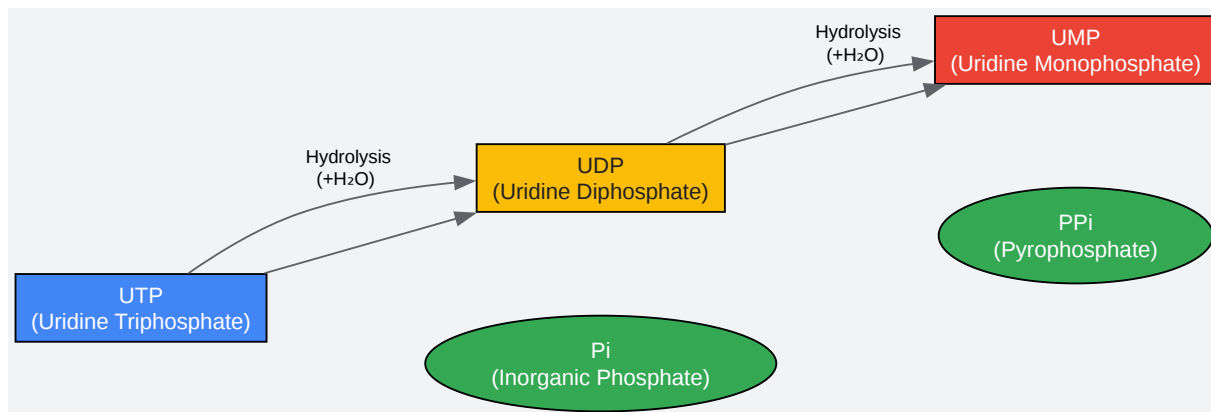 Hydrolysis
(+H₂O)
UMP
(Uridine Monophosphate)
Hydrolysis
(+H₂O)
UDP
(Uridine Diphosphate)
PPi
(Pyrophosphate)
UTP
(Uridine Triphosphate)
Pi
(Inorganic Phosphate)